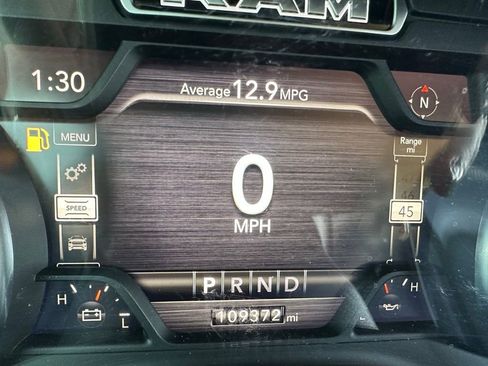 RAM
1:30
Average 12.9 MPG
N
MENU
Range
mi
0
SPEED
45
MPH
P R N D
H
H
L
109372 mi